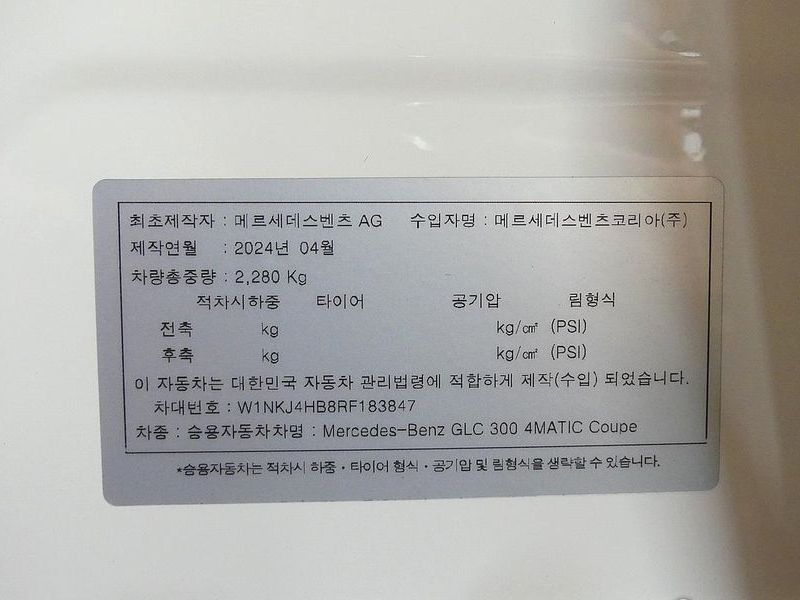 최초제작자 : 메르세데스벤츠 AG 수입자명 : 메르세데스벤츠코리아(주)
제작연월 : 2024년 04월
차량총중량 : 2,280 Kg
적차시하중 타이어 공기압 림형식
전축 kg kg/㎠ (PSI)
후축 kg kg/㎠ (PSI)
이 자동차는 대한민국 자동차 관리법령에 적합하게 제작(수입) 되었습니다.
차대번호 : W1NKJ4HB8RF183847
차종 : 승용자동차차명 : Mercedes-Benz GLC 300 4MATIC Coupe
*승용자동차는 적차시 하중·타이어 형식·공기압 및 림형식을 생략할 수 있습니다.